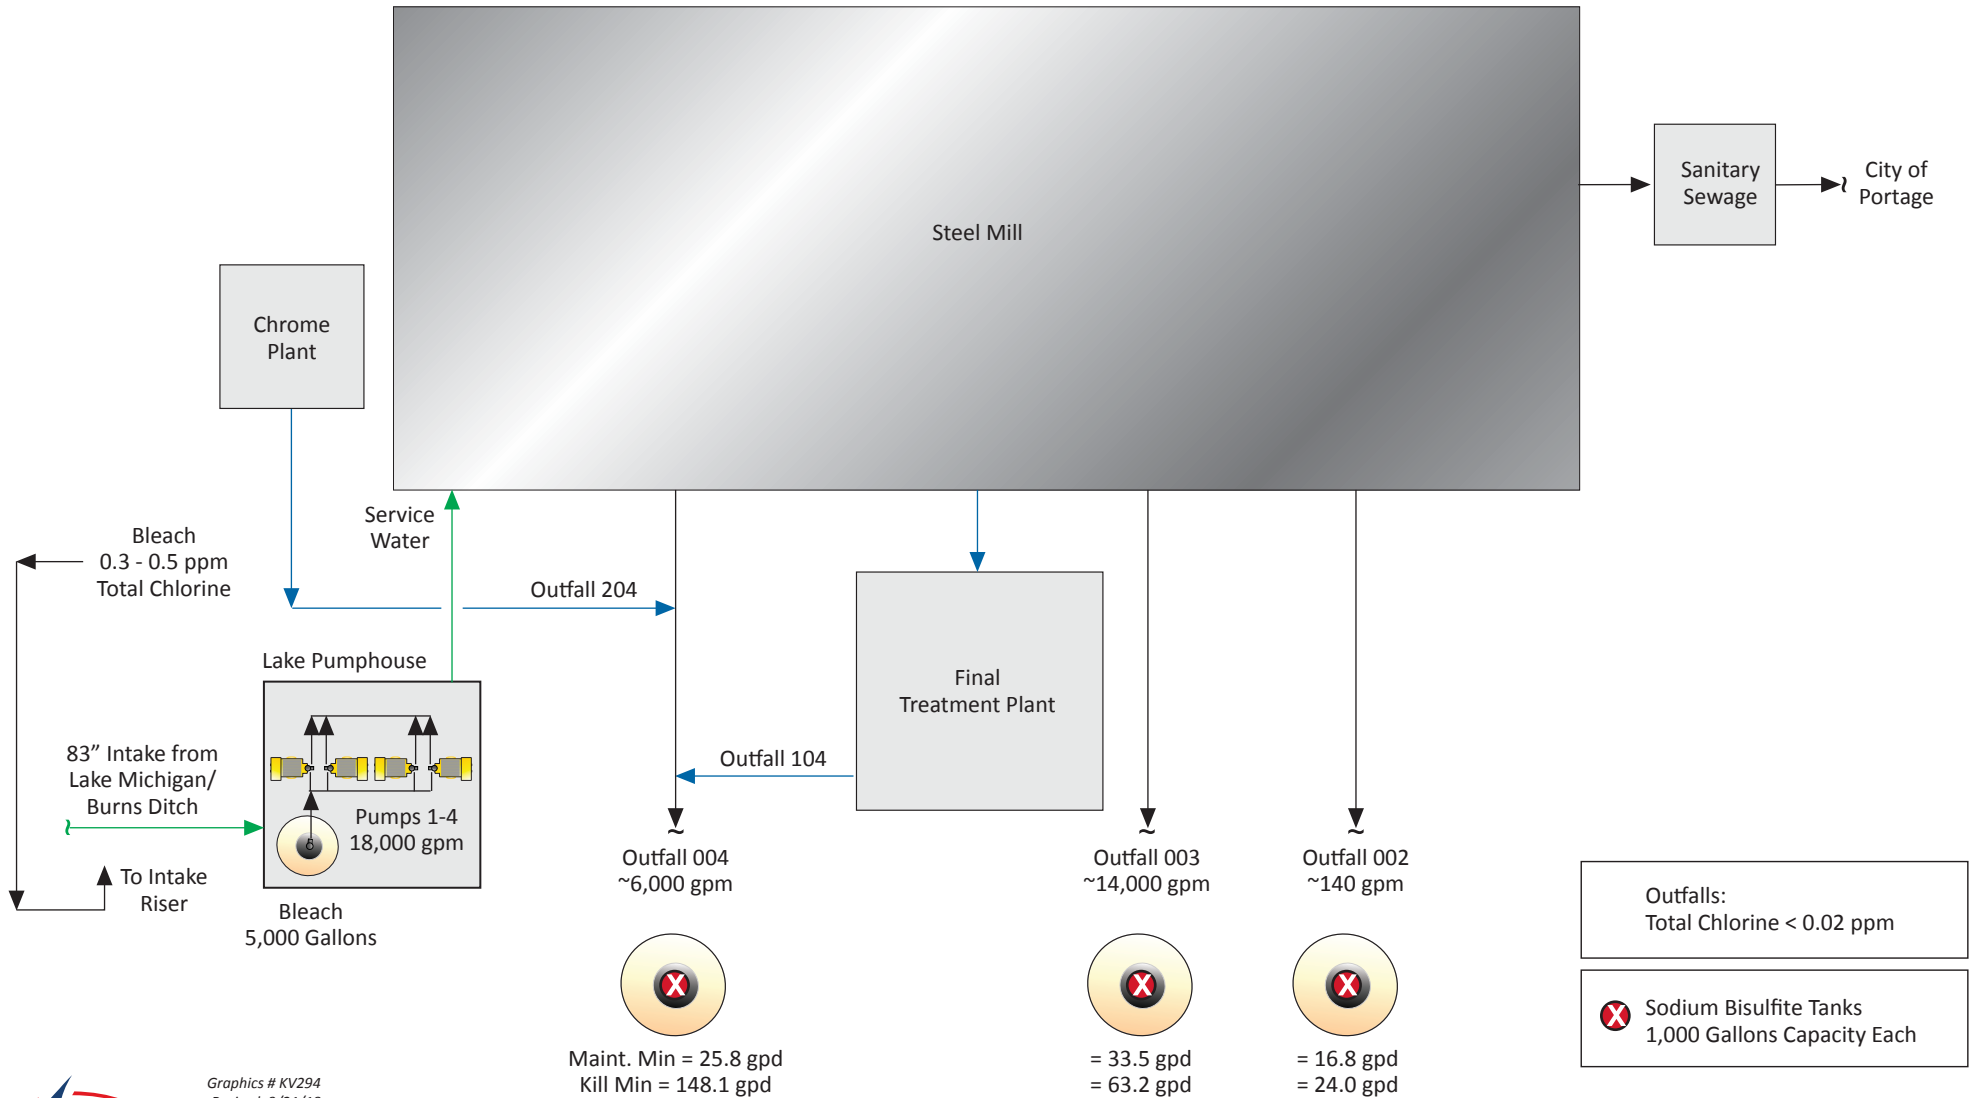 Steel Mill
Sanitary
Sewage
City of
Portage
Chrome
Plant
Service
Water
Bleach
0.3 - 0.5 ppm
Total Chlorine
Outfall 204
Lake Pumphouse
Final
Treatment Plant
83” Intake from
Lake Michigan/
Burns Ditch
Outfall 104
Pumps 1-4
18,000 gpm
To Intake
Riser
Bleach
5,000 Gallons
Outfall 004
~6,000 gpm
Outfall 003
~14,000 gpm
Outfall 002
~140 gpm
Outfalls:
Total Chlorine < 0.02 ppm
X
X
X
X
Sodium Bisulfite Tanks
1,000 Gallons Capacity Each
Maint. Min = 25.8 gpd
Kill Min = 148.1 gpd
= 33.5 gpd
= 63.2 gpd
= 16.8 gpd
= 24.0 gpd
Graphics # KV294